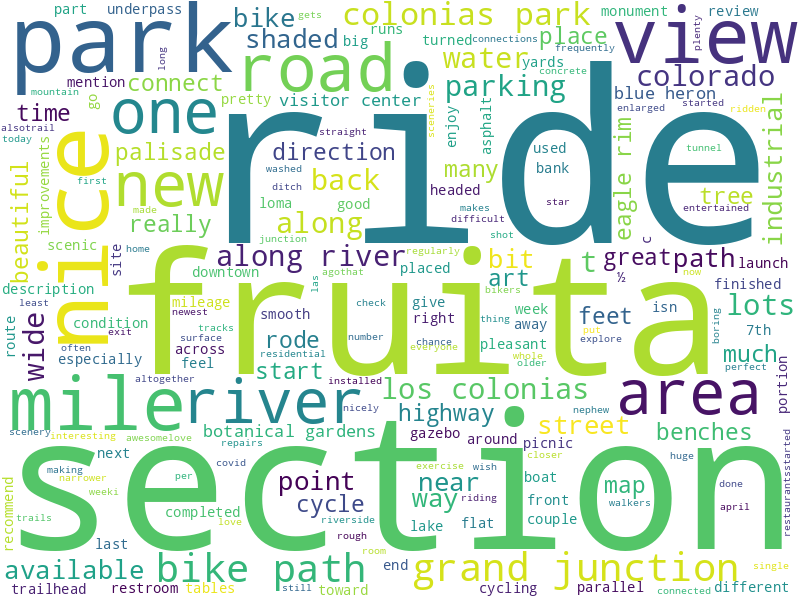 part
underpass
bike
gets
colonias park
monument
review
park
shaded
big
runs
turned
connections
place
yards
frequently
plenty
view
long
mountain
mention
connect
road
water
concrete
colorado
time
go
pretty
visitor center
parking
blue heron
alsotrail
today
one
straight
sceneries
enjoy
asphalt
enlarged
started
ridden
ride
nice
improvements
palisade
washed
direction
many
used
bank
eagle rim
tunnel
industrial
first
new
ditch
back
headed
tree
beautiful
made
loma
good
makes
difficult
star
entertained
really
along
shot
scenic
site
home
junction
along river
regularly
bit
great
path
launch
c
now
description
downtown
las
agothat
placed
bikers
art
t
½
finished
fruita
least
mileage
newest
check
give
week
feet
isn
lots
route
condition
exit
smooth
tracks
number
right
chance
thing
away
put
explore
boring
7th
wide
often
especially
across
surface
feel
rode
residential
everyone
pleasant
whole
older
much
perfect
altogether
start
installed
portion
mile
river
los colonias
area
nicely
highway
nephew
scenery
interesting
awesomelove
botanical gardens
repairs
gazebo
around
picnic
street
benches
closer
huge
restaurantsstarted
next
covid
section
recommend
making
narrower
weeki
per
point
exercise
wish
near
boat
map
done
trails
completed
love
cycle
riverside
way
riding
front
walkers
april
last
rough
lake
flat
couple
room
available
bike path
end
grand junction
single
trailhead
restroom
tables
still
toward
cycling
parallel
connected
different